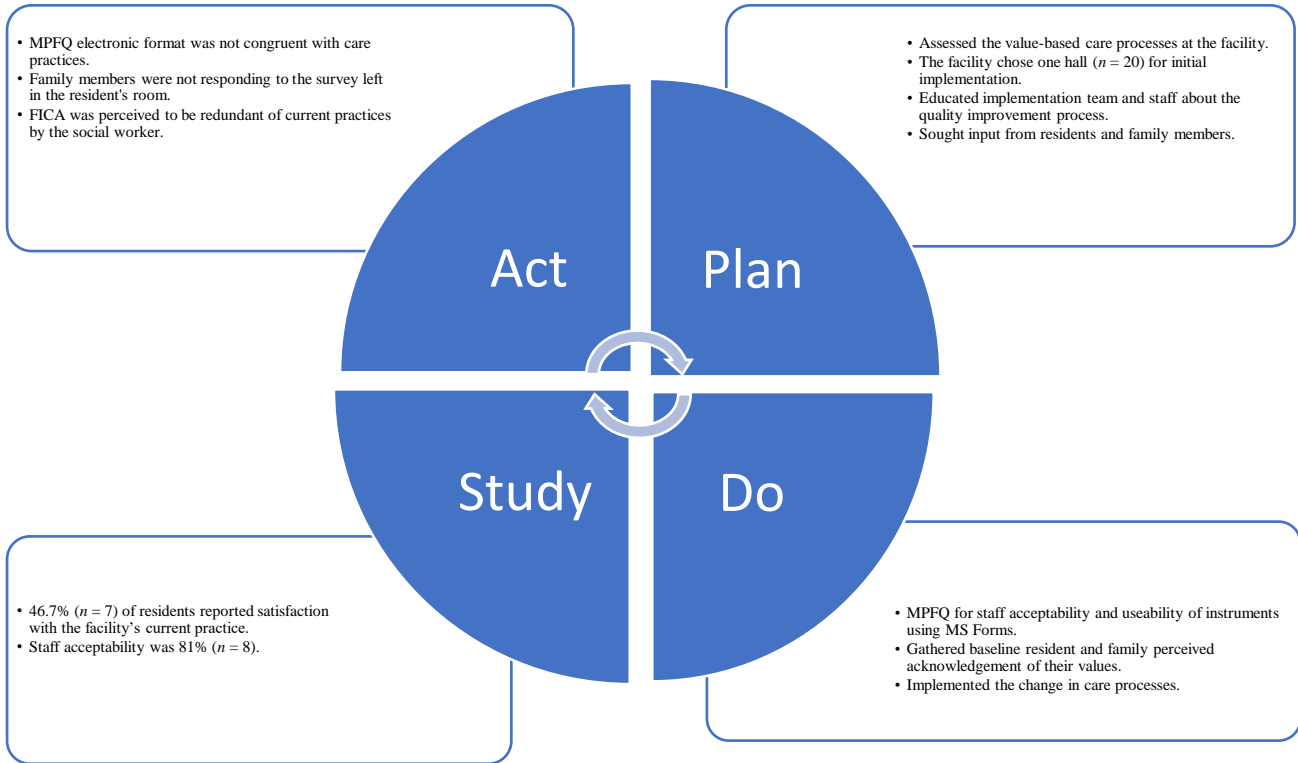 • MPFQ electronic format was not congruent with care
practices.
• Family members were not responding to the survey left
in the resident's room.
• FICA was perceived to be redundant of current practices
by the social worker.
• Assessed the value-based care processes at the facility.
• The facility chose one hall (n = 20) for initial
implementation.
• Educated implementation team and staff about the
quality improvement process.
• Sought input from residents and family members.
Act
Plan
Study
Do
• 46.7% (n = 7) of residents reported satisfaction
with the facility’s current practice.
• Staff acceptability was 81% (n = 8).
• MPFQ for staff acceptability and useability of instruments
using MS Forms.
• Gathered baseline resident and family perceived
acknowledgement of their values.
• Implemented the change in care processes.